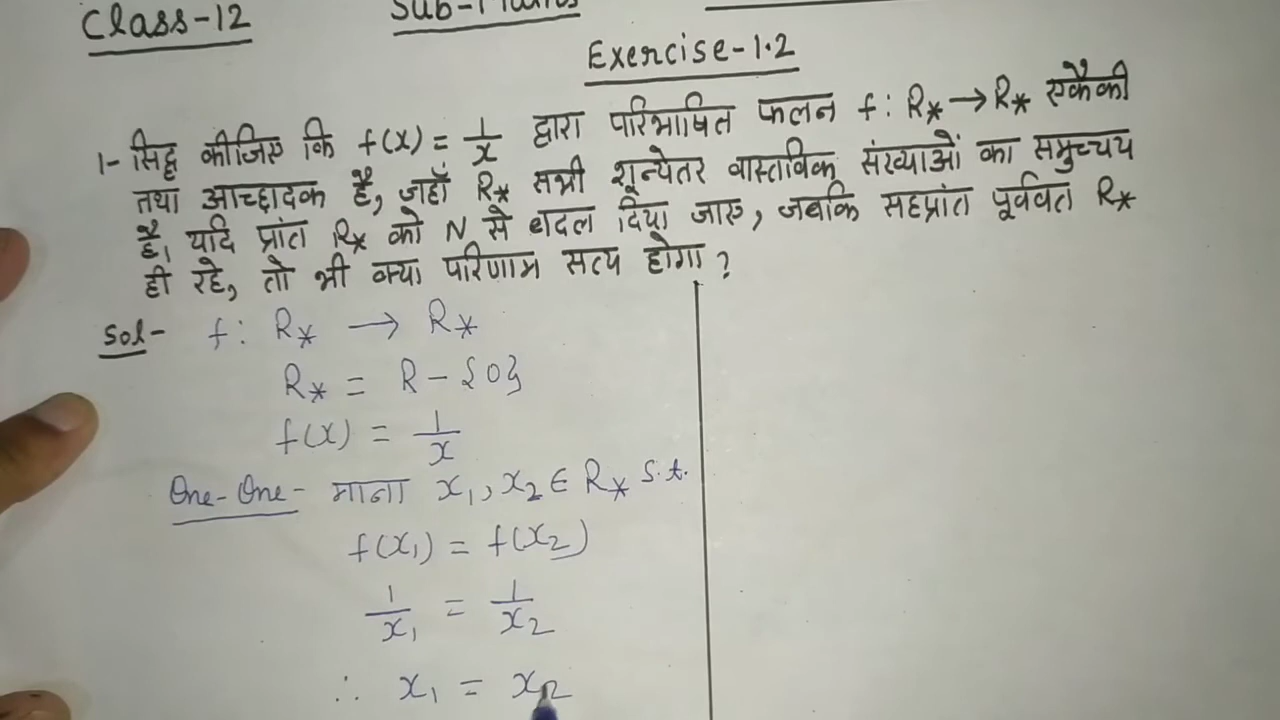 Class-12
Sub-Maths
Exercise-1.2
1- सिद्ध कीजिए कि f(x) = 1/x द्वारा परिभाषित फलन f: R* → R* एकैकी
तथा आच्छादक है, जहाँ R* सभी शून्येतर वास्तविक संख्याओं का समुच्चय
है। यदि प्रांत R* को N से बदल दिया जाए, जबकि सहप्रांत पूर्ववत R*
ही रहे, तो भी क्या परिणाम सत्य होगा?
Sol- f: R* → R*
R* = R - {0}
f(x) = 1/x
One-One- माना x₁, x₂ ∈ R* s.t.
f(x₁) = f(x₂)
1/x₁ = 1/x₂
∴ x₁ = x₂